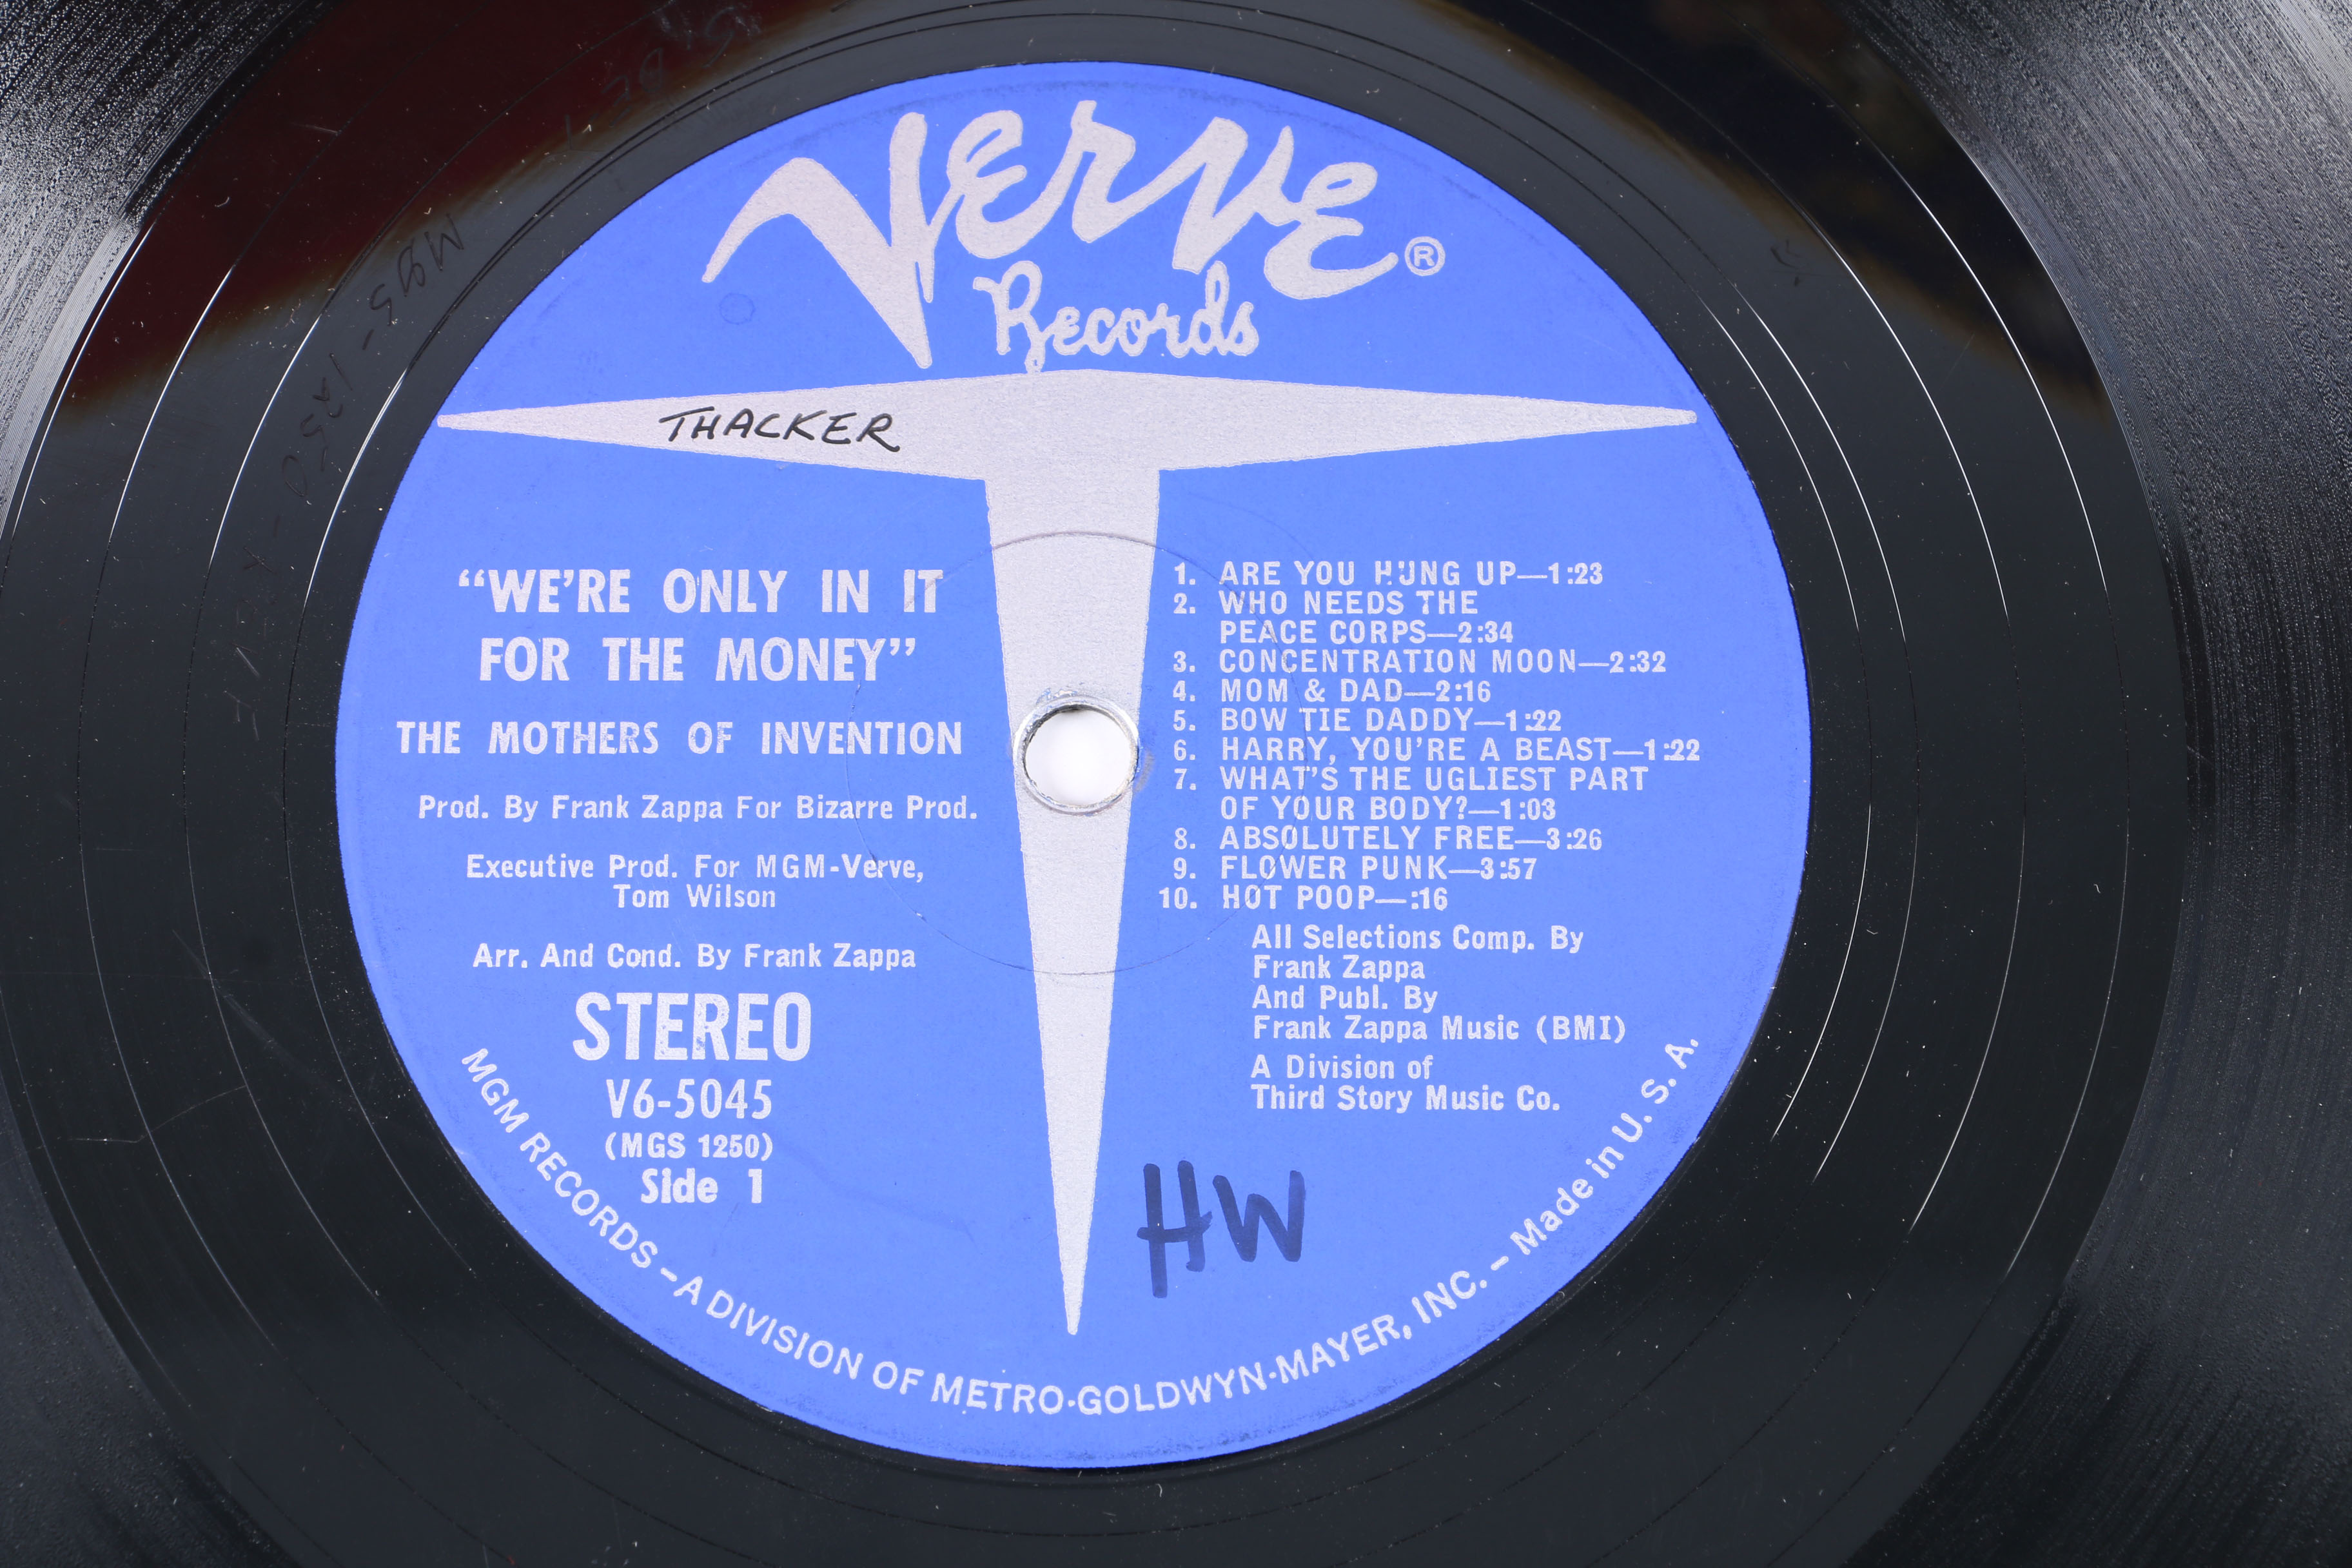 Verve®
Records
THACKER
“WE’RE ONLY IN IT
FOR THE MONEY”
THE MOTHERS OF INVENTION
Prod. By Frank Zappa For Bizarre Prod.
Executive Prod. For MGM-Verve,
Tom Wilson
Arr. And Cond. By Frank Zappa
STEREO
V6-5045
(MGS 1250)
Side 1
1. ARE YOU HUNG UP—1:23
2. WHO NEEDS THE
PEACE CORPS—2:34
3. CONCENTRATION MOON—2:32
4. MOM & DAD—2:16
5. BOW TIE DADDY—1:22
6. HARRY, YOU'RE A BEAST—1:22
7. WHAT'S THE UGLIEST PART
OF YOUR BODY?—1:03
8. ABSOLUTELY FREE—3:26
9. FLOWER PUNK—3:57
10. HOT POOP—:16
All Selections Comp. By
Frank Zappa
And Publ. By
Frank Zappa Music (BMI)
A Division of
Third Story Music Co.
HW
MGM RECORDS – A DIVISION OF METRO-GOLDWYN-MAYER, INC. – Made in U. S. A.